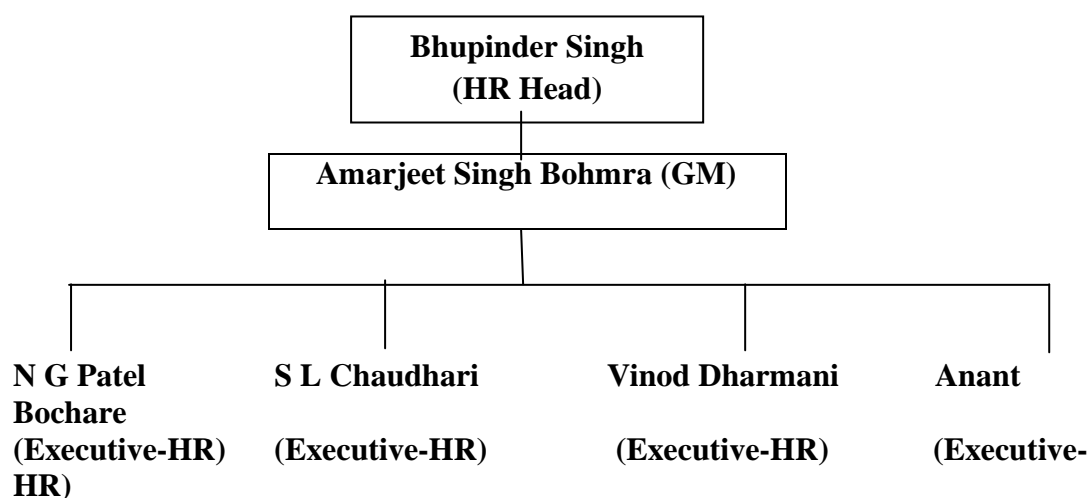 Bhupinder Singh
(HR Head)
Amarjeet Singh Bohmra (GM)
N G Patel S L Chaudhari Vinod Dharmani Anant
Bochare
(Executive-HR) (Executive-HR) (Executive-HR) (Executive-
HR)